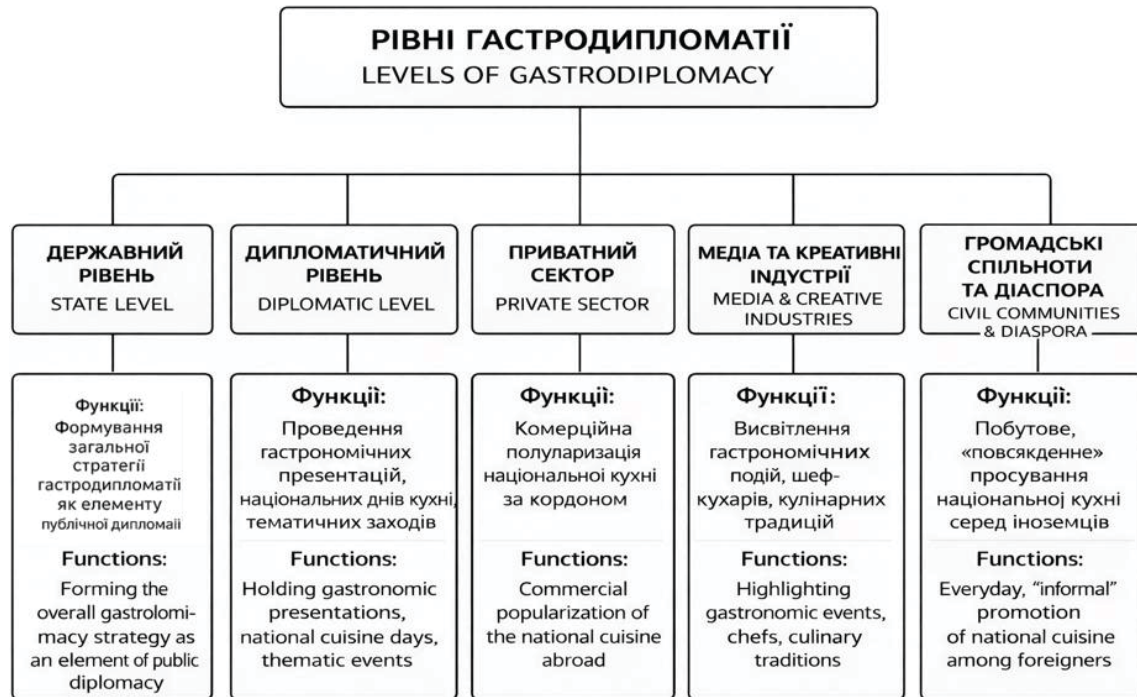 РІВНІ ГАСТРОДИПЛОМАТІЇ
LEVELS OF GASTRODIPLOMACY
ДЕРЖАВНИЙ
РІВЕНЬ
STATE LEVEL
Функції:
Формування
загальної
стратегії
гастродипломатії
як елементу
публічної дипломаіі
Functions:
Forming the
overall gastrolomi-
macy strategy as
an element of public
diplomacy
ДИПЛОМАТИЧНИЙ
РІВЕНЬ
DIPLOMATIC LEVEL
Функції:
Проведення
гастрономічних
презентацій,
національних днів кухні,
тематичних заходів
Functions:
Holding gastronomic
presentations,
national cuisine days,
thematic events
ПРИВАТНИЙ
СЕКТОР
PRIVATE SECTOR
Функції:
Комерційна
полуларизація
національної кухні
за кордоном
Functions:
Commercial
popularization of
the national cuisine
abroad
МЕДІА ТА КРЕАТИВНІ
ІНДУСТРІЇ
MEDIA & CREATIVE
INDUSTRIES
Функції:
Висвітлення
гастрономічних
подій, шеф-
кухарів, кулінарних
традицій
Functions:
Highlighting
gastronomic events,
chefs, culinary
traditions
ГРОМАДСЬКІ
СПІЛЬНОТИ
ТА ДІАСПОРА
CIVIL COMMUNITIES
& DIASPORA
Функції:
Побутове,
«повсякденне»
просування
націонапьної кухні
серед іноземців
Functions:
Everyday, “informal”
promotion
of national cuisine
among foreigners